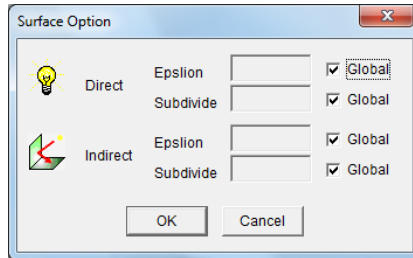 Surface Option
Direct
Epslion
Global
Subdivide
Global
Indirect
Epslion
Global
Subdivide
Global
OK
Cancel